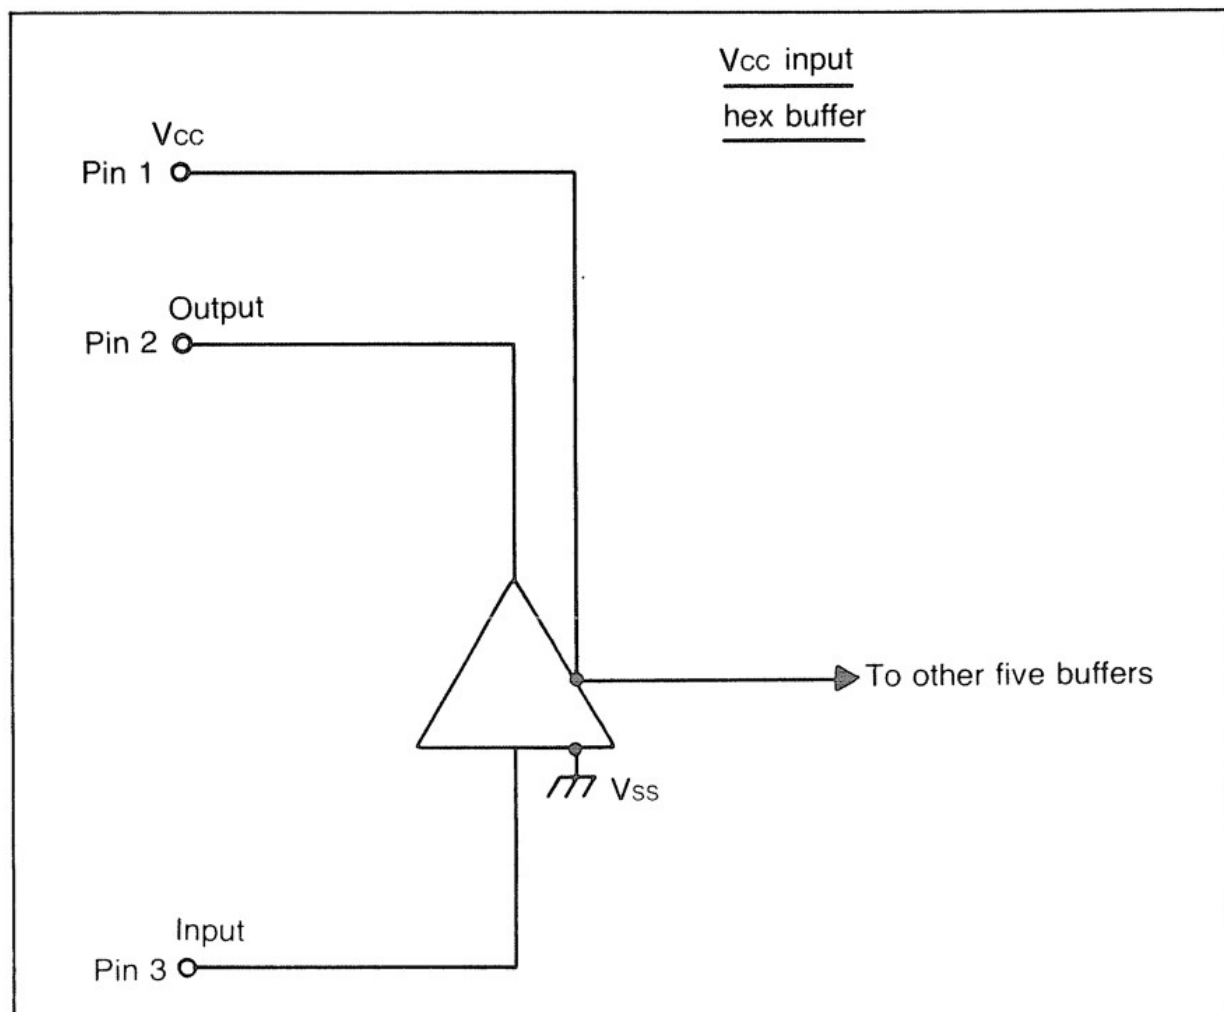 Vcc input
hex buffer
Vcc
Pin 1
Output
Pin 2
To other five buffers
Vss
Input
Pin 3